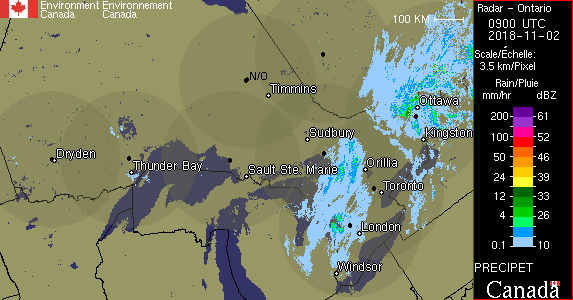 Environment Environnement
Canada Canada
100 KM
N/O
Timmins
Ottawa
Sudbury
Kingston
Dryden
Thunder Bay
Sault Ste. Marie
Orillia
Toronto
London
Windsor
Radar - Ontario
0900 UTC
2018-11-02
Scale/Échelle:
3.5 km/Pixel
Rain/Pluie
mm/hr dBZ
200 61
100 52
50 46
24 39
12 33
4 26
2 20
0.1 10
PRECIPET
Canada